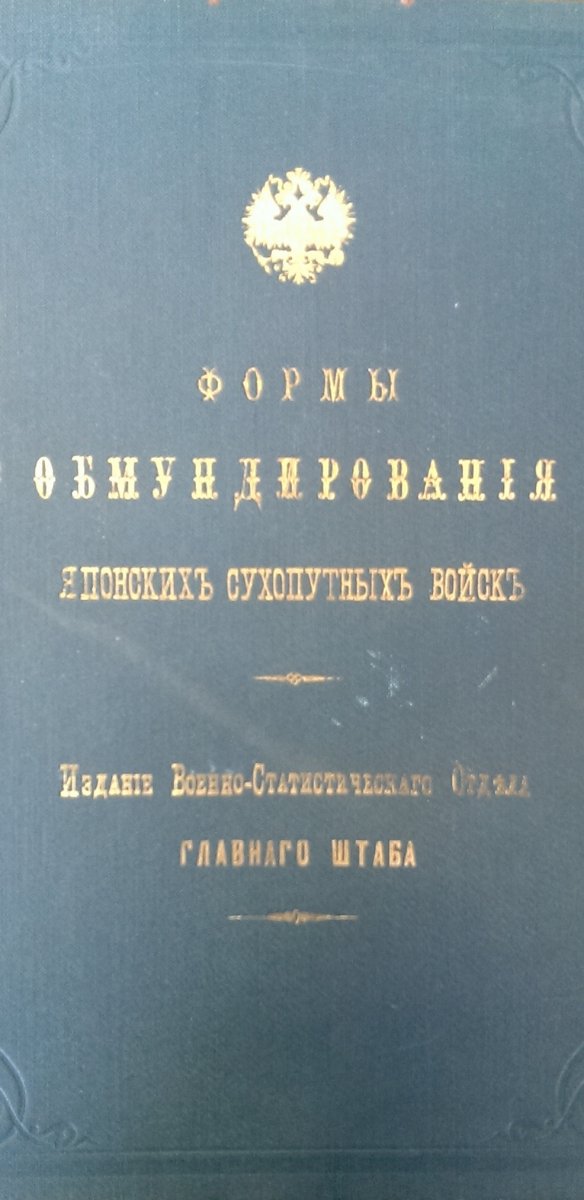 ФОРМЫ
ОБМУНДИРОВАНІЯ
ЯПОНСКИХЪ СУХОПУТНЫХЪ ВОЙСКЪ
Изданіе Военно-Статистическаго Отдѣла
ГЛАВНАГО ШТАБА